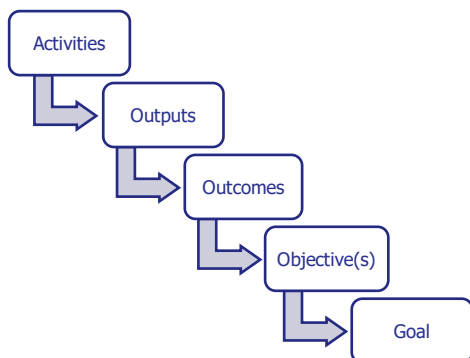 Activities
Outputs
Outcomes
Objective(s)
Goal